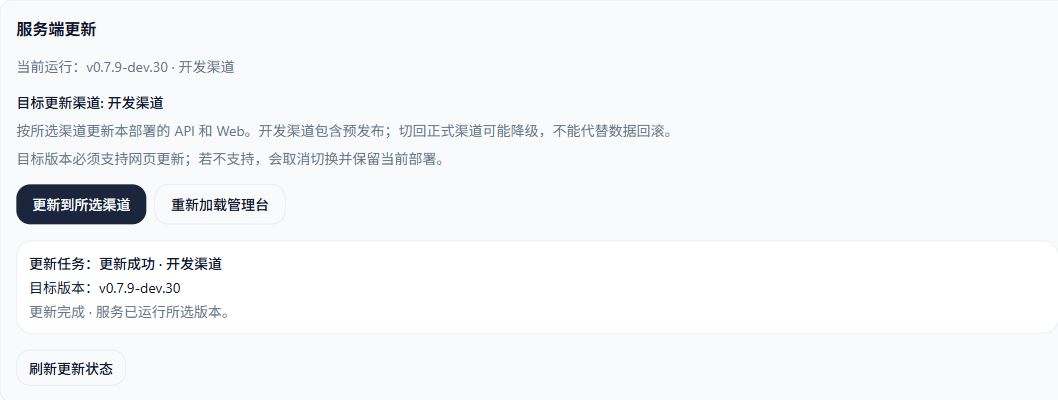 服务端更新
当前运行：v0.7.9-dev.30 · 开发渠道
目标更新渠道: 开发渠道
按所选渠道更新本部署的 API 和 Web。开发渠道包含预发布；切回正式渠道可能降级，不能代替数据回滚。
目标版本必须支持网页更新；若不支持，会取消切换并保留当前部署。
更新到所选渠道 重新加载管理台
更新任务：更新成功 · 开发渠道
目标版本：v0.7.9-dev.30
更新完成 · 服务已运行所选版本。
刷新更新状态